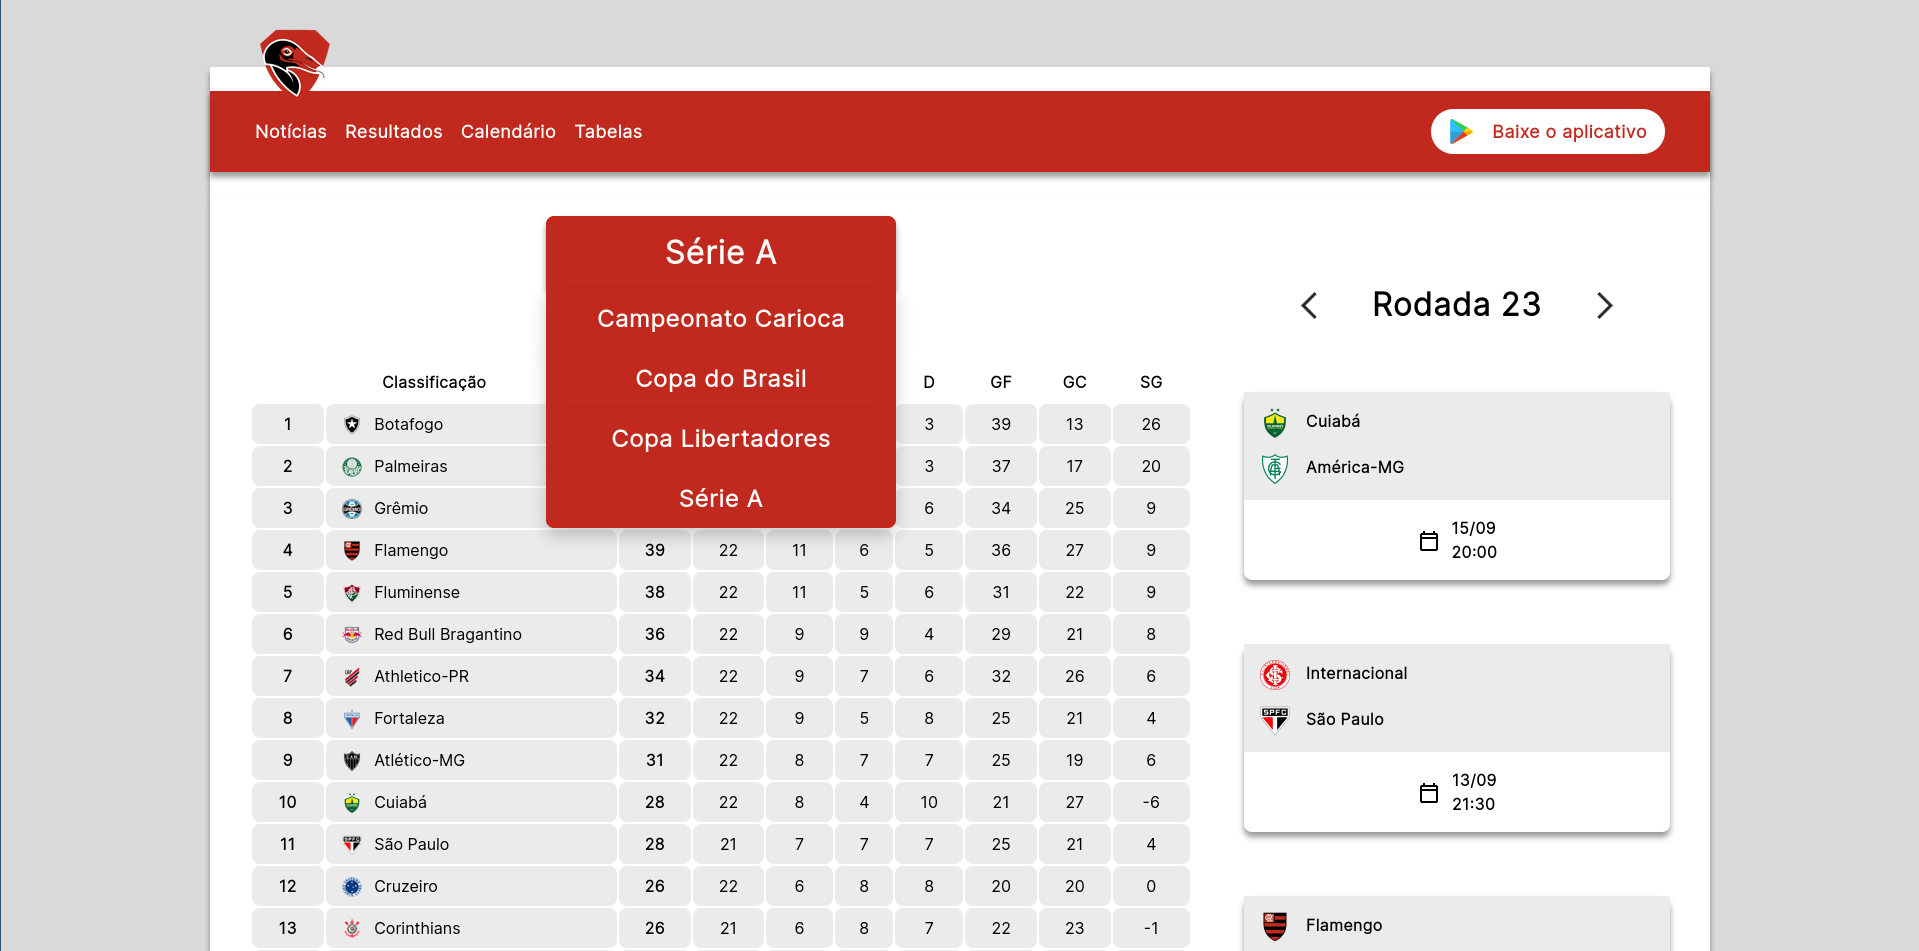 Notícias Resultados Calendário Tabelas Baixe o aplicativo
Série A
Campeonato Carioca
Copa do Brasil
Copa Libertadores
Série A
Classificação D GF GC SG
1 Botafogo 3 39 13 26
2 Palmeiras 3 37 17 20
3 Grêmio 6 34 25 9
4 Flamengo 39 22 11 6 5 36 27 9
5 Fluminense 38 22 11 5 6 31 22 9
6 Red Bull Bragantino 36 22 9 9 4 29 21 8
7 Athletico-PR 34 22 9 7 6 32 26 6
8 Fortaleza 32 22 9 5 8 25 21 4
9 Atlético-MG 31 22 8 7 7 25 19 6
10 Cuiabá 28 22 8 4 10 21 27 -6
11 São Paulo 28 21 7 7 7 25 21 4
12 Cruzeiro 26 22 6 8 8 20 20 0
13 Corinthians 26 21 6 8 7 22 23 -1
Rodada 23
Cuiabá
América-MG
15/09
20:00
Internacional
SPFC
São Paulo
13/09
21:30
Flamengo